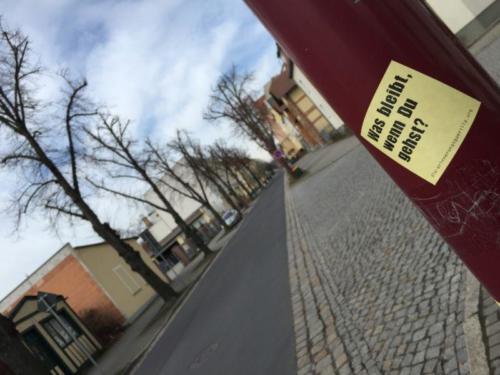 Was bleibt,
wenn Du
gehst?